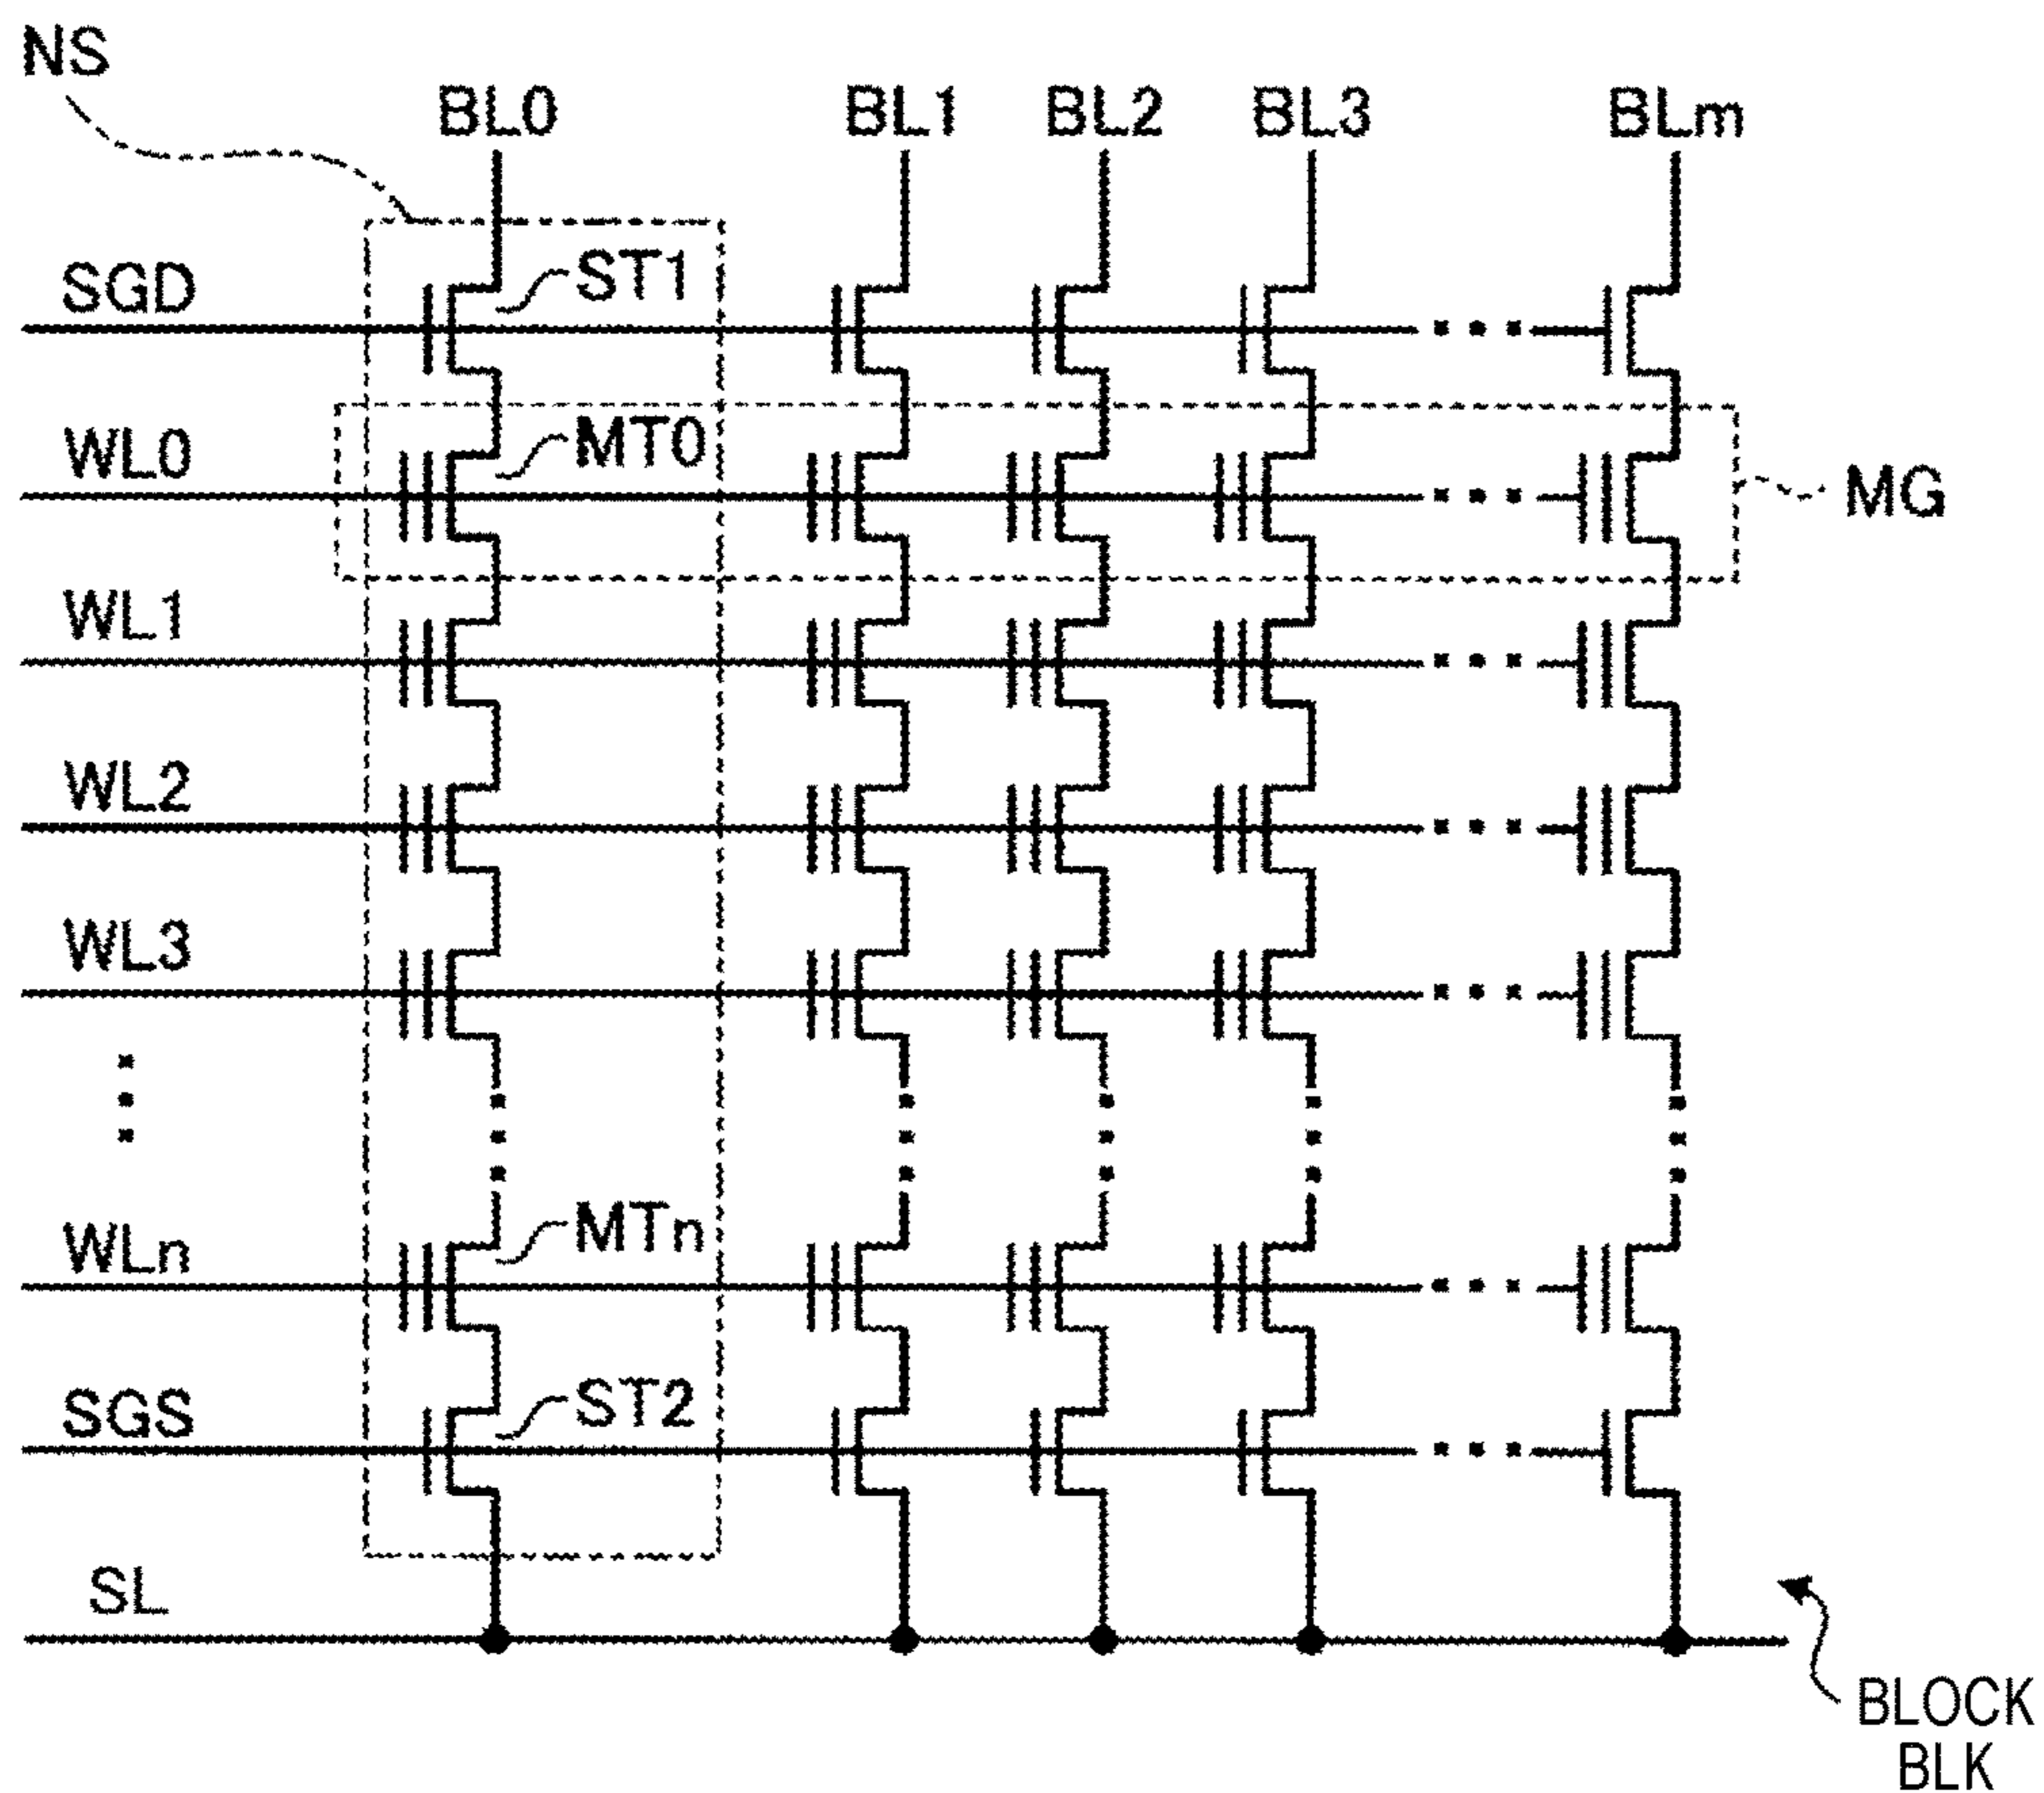 NS
BL0 BL1 BL2 BL3 BLm
SGD ST1
WL0 MT0 MG
WL1
WL2
WL3
WLn MTn
SGS ST2
SL
BLOCK
BLK